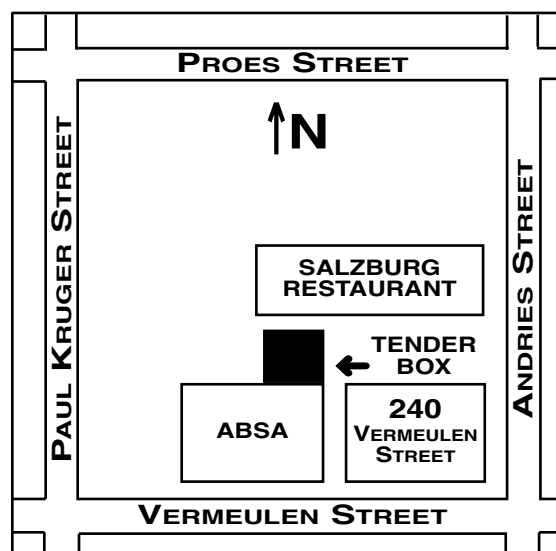 PROES STREET
N
PAUL KRUGER STREET
ANDRIES STREET
SALZBURG
RESTAURANT
TENDER
BOX
ABSA
240
VERMEULEN
STREET
VERMEULEN STREET